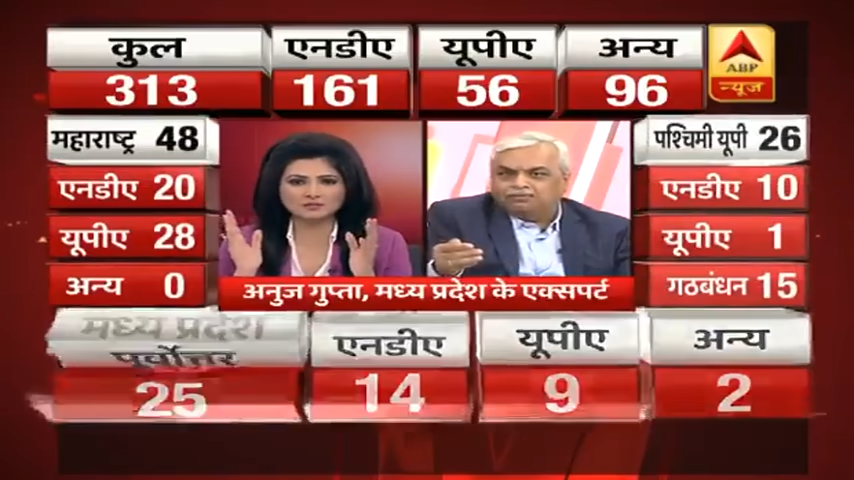 कुल एनडीए यूपीए अन्य
313 161 56 96
ABP
न्यूज़
महाराष्ट्र 48
एनडीए 20
यूपीए 28
अन्य 0
पश्चिमी यूपी 26
एनडीए 10
यूपीए 1
गठबंधन 15
अनुज गुप्ता, मध्य प्रदेश के एक्सपर्ट
मध्य प्रदेश
पूर्वोत्तर
एनडीए यूपीए अन्य
25 14 9 2